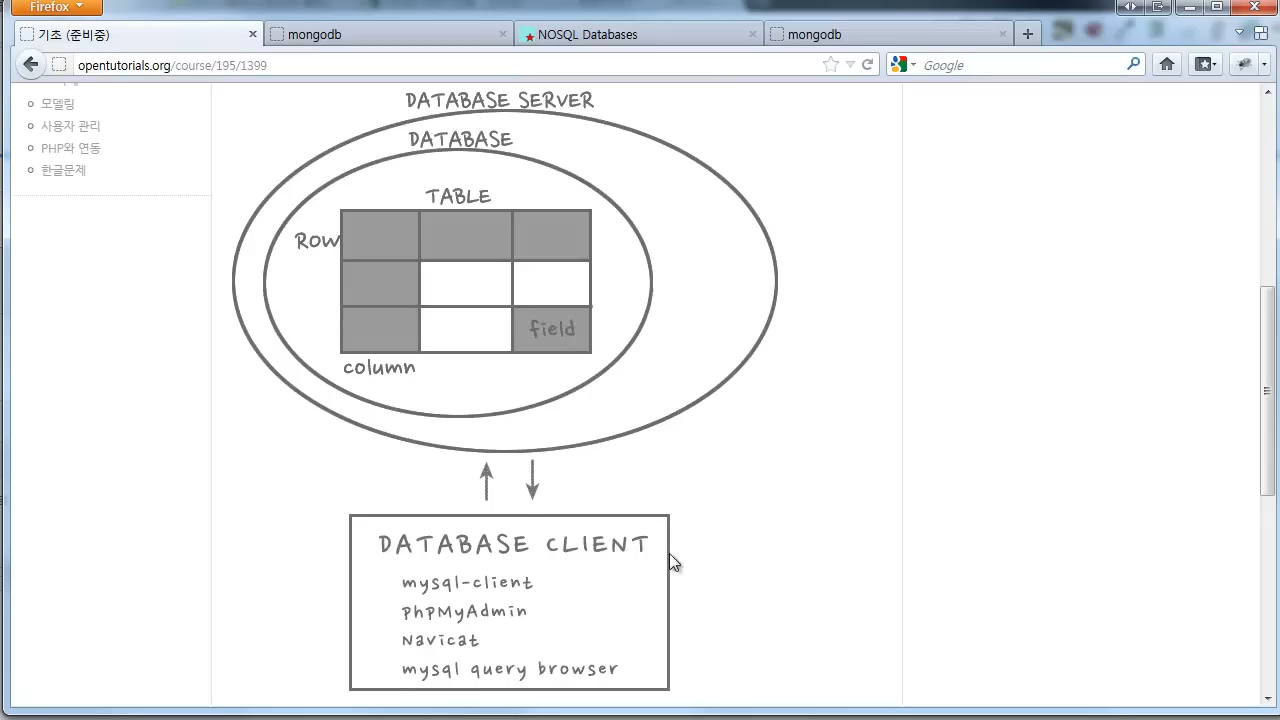 Firefox
기초 (준비중)
mongodb
NOSQL Databases
mongodb
opentutorials.org/course/195/1399
Google
모델링
사용자 관리
PHP와 연동
한글문제
DATABASE SERVER
DATABASE
TABLE
Row
field
column
DATABASE CLIENT
mysql-client
phpMyAdmin
Navicat
mysql query browser